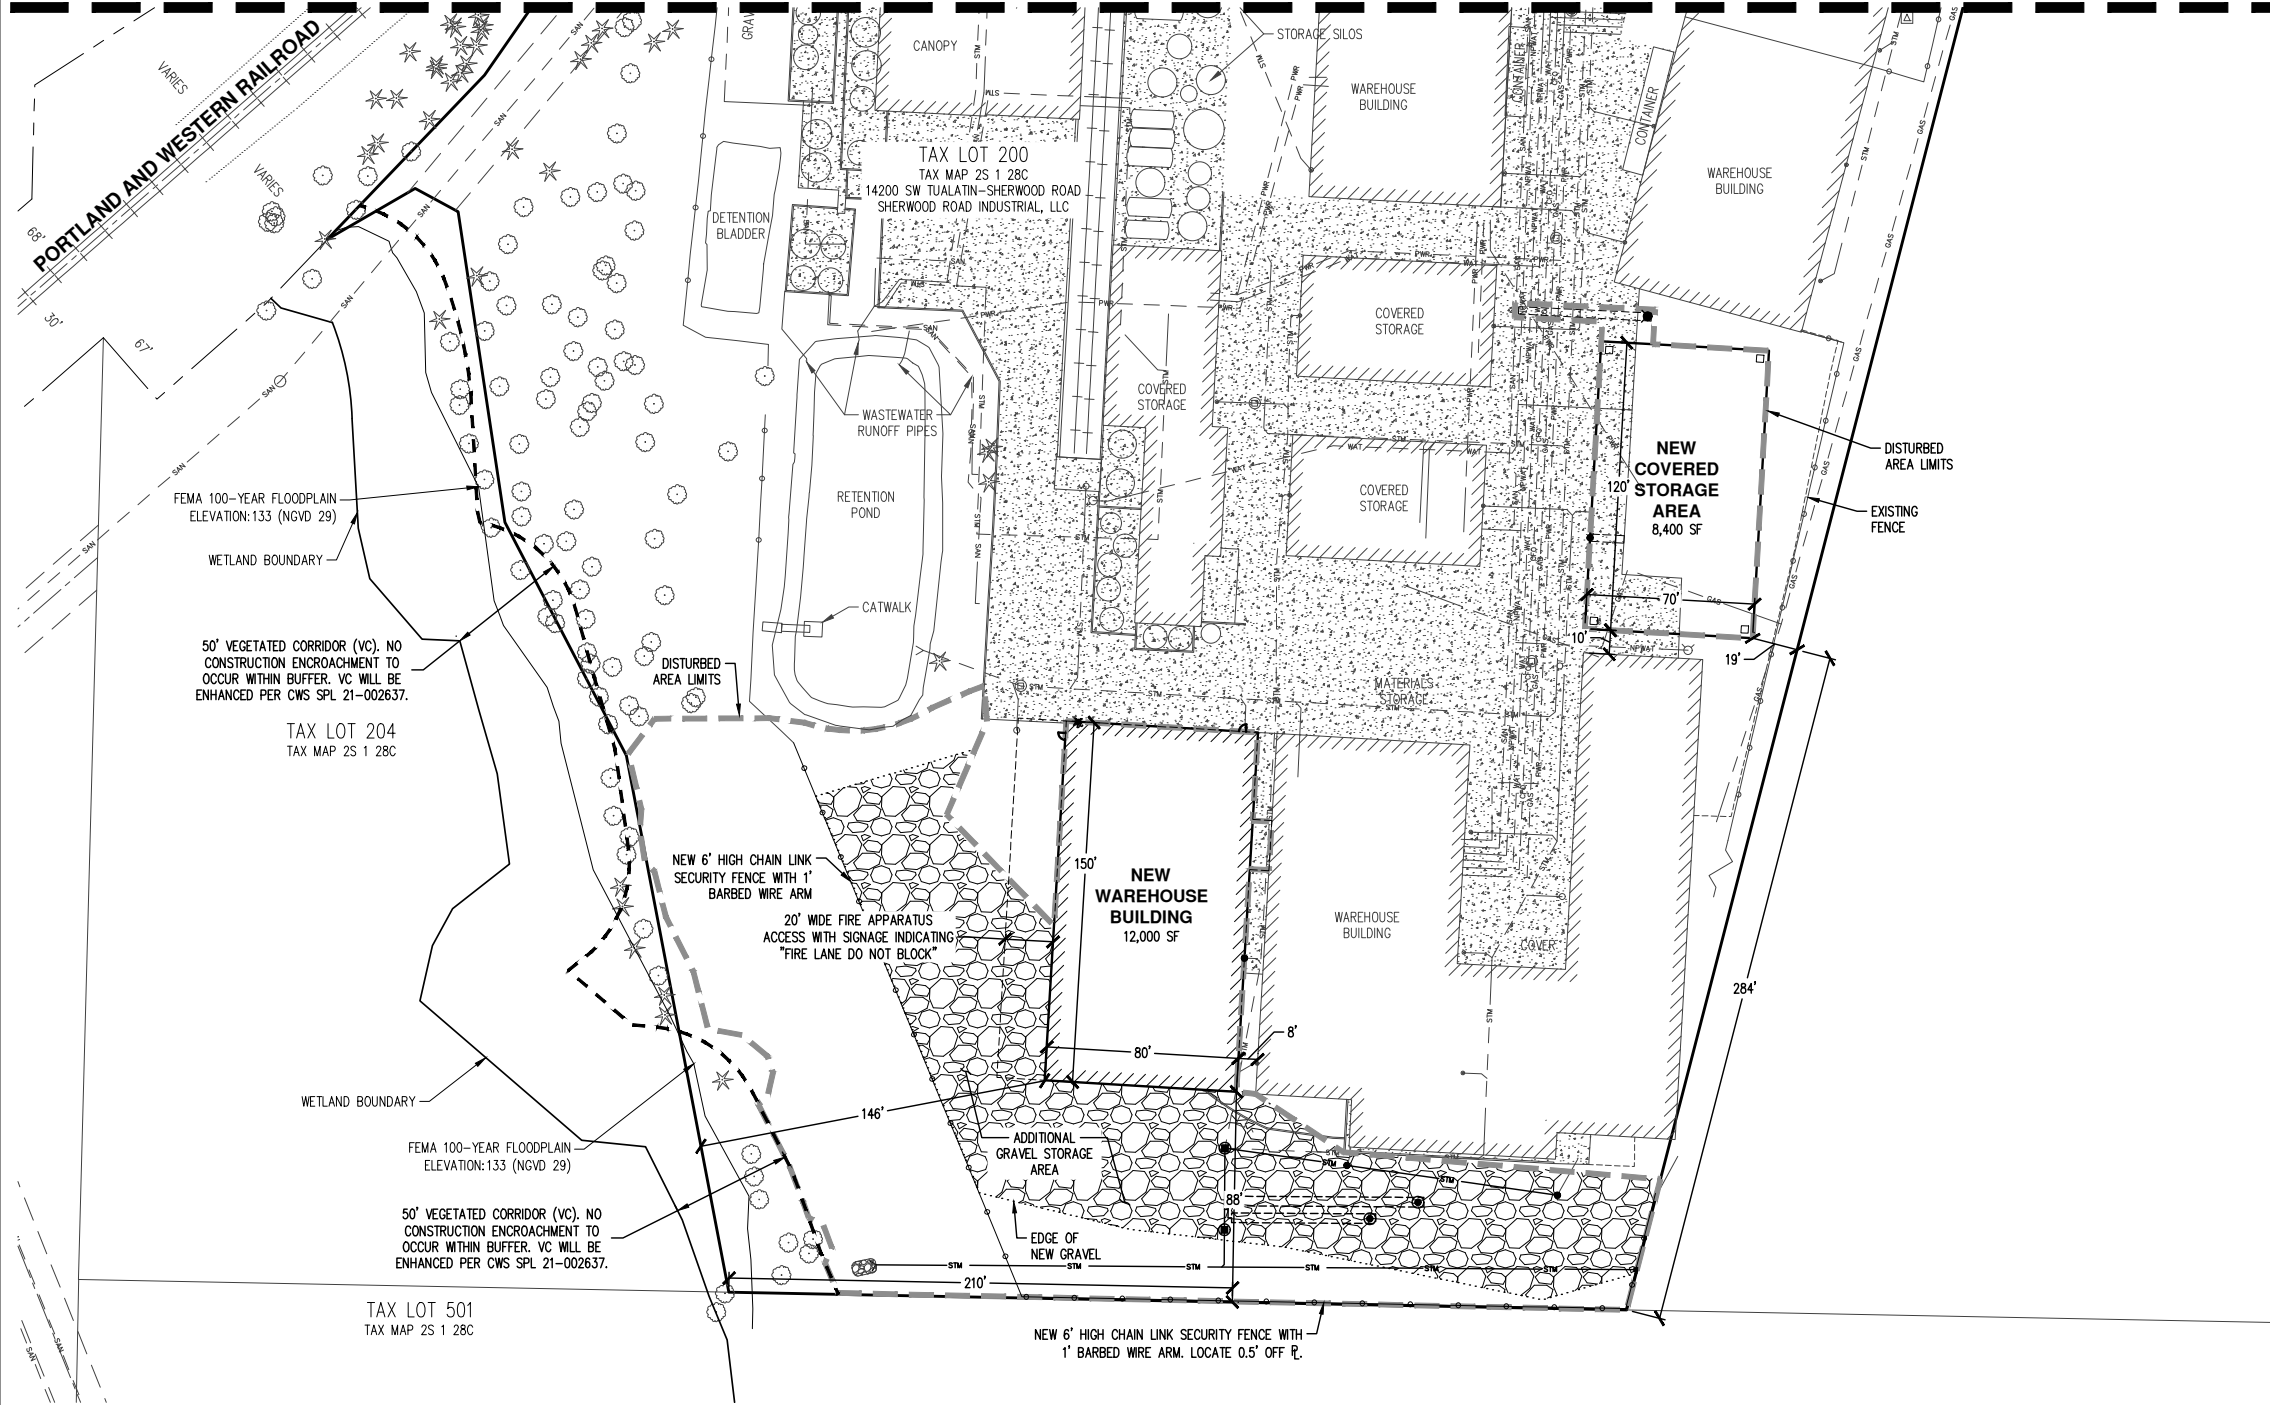 PORTLAND AND WESTERN RAILROAD
VARIES
VARIES
68'
30'
67'
CANOPY
STORAGE SILOS
WAREHOUSE
BUILDING
CONTAINER
CONTAINER
WAREHOUSE
BUILDING
TAX LOT 200
TAX MAP 2S 1 28C
14200 SW TUALATIN-SHERWOOD ROAD
SHERWOOD ROAD INDUSTRIAL, LLC
DETENTION
BLADDER
COVERED
STORAGE
COVERED
STORAGE
WASTEWATER
RUNOFF PIPES
NEW
COVERED
STORAGE
AREA
8,400 SF
120'
70'
10'
19'
DISTURBED
AREA LIMITS
EXISTING
FENCE
RETENTION
POND
COVERED
STORAGE
FEMA 100-YEAR FLOODPLAIN
ELEVATION:133 (NGVD 29)
WETLAND BOUNDARY
CATWALK
50' VEGETATED CORRIDOR (VC). NO
CONSTRUCTION ENCROACHMENT TO
OCCUR WITHIN BUFFER. VC WILL BE
ENHANCED PER CWS SPL 21-002637.
DISTURBED
AREA LIMITS
MATERIALS
STORAGE
TAX LOT 204
TAX MAP 2S 1 28C
NEW 6' HIGH CHAIN LINK
SECURITY FENCE WITH 1'
BARBED WIRE ARM
150'
NEW
WAREHOUSE
BUILDING
12,000 SF
20' WIDE FIRE APPARATUS
ACCESS WITH SIGNAGE INDICATING
"FIRE LANE DO NOT BLOCK"
WAREHOUSE
BUILDING
COVER
284'
80'
8'
146'
WETLAND BOUNDARY
FEMA 100-YEAR FLOODPLAIN
ELEVATION:133 (NGVD 29)
ADDITIONAL
GRAVEL STORAGE
AREA
88'
50' VEGETATED CORRIDOR (VC). NO
CONSTRUCTION ENCROACHMENT TO
OCCUR WITHIN BUFFER. VC WILL BE
ENHANCED PER CWS SPL 21-002637.
EDGE OF
NEW GRAVEL
STM STM STM STM STM STM
210'
TAX LOT 501
TAX MAP 2S 1 28C
NEW 6' HIGH CHAIN LINK SECURITY FENCE WITH
1' BARBED WIRE ARM. LOCATE 0.5' OFF PL.